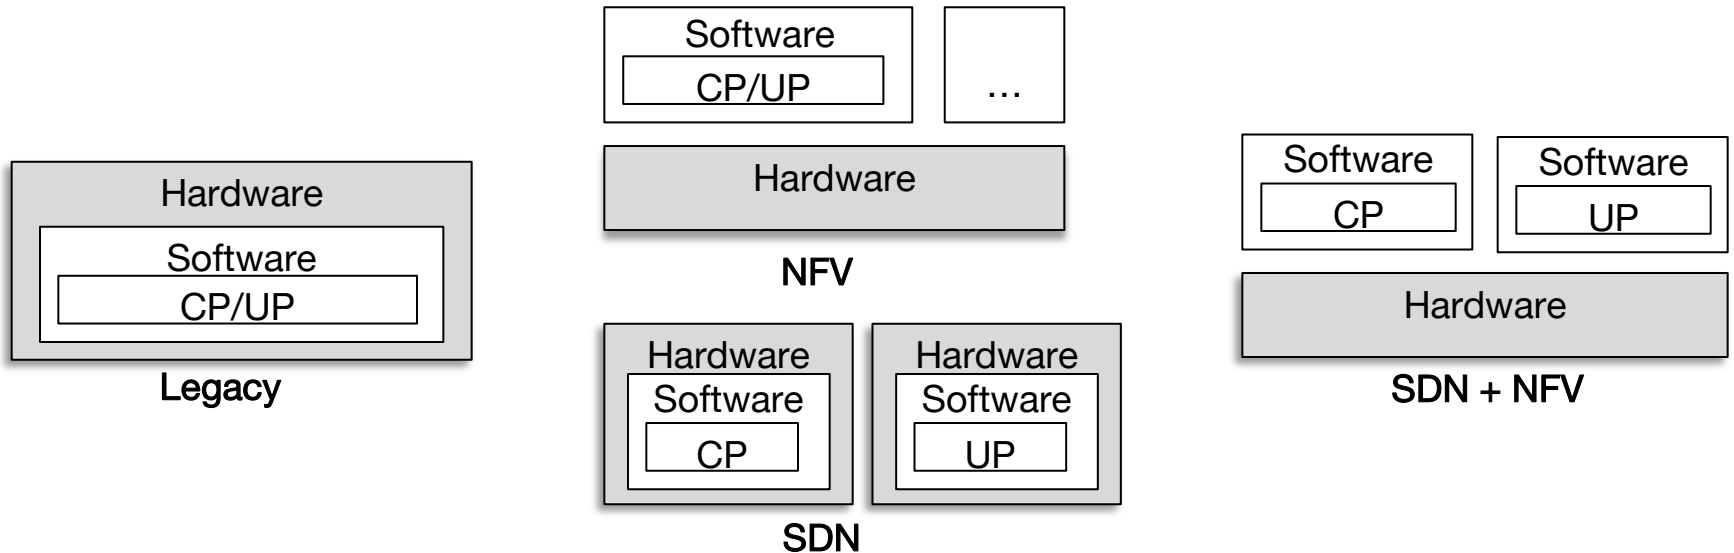 Hardware
Software
CP/UP
Legacy
Software
CP/UP
...
Hardware
NFV
Hardware
Software
CP
Hardware
Software
UP
SDN
Software
CP
Software
UP
Hardware
SDN + NFV